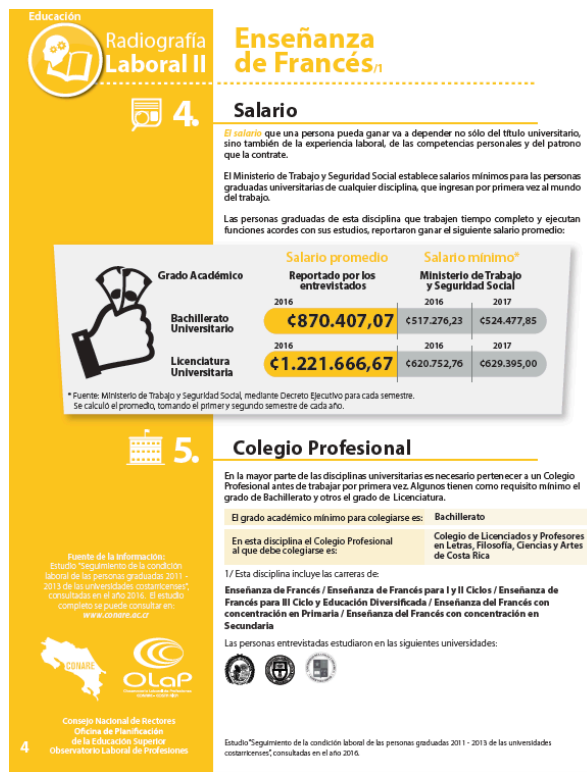 Educación
Radiografía
Laboral II
Enseñanza
de Francés/1
4.
Salario
El salario que una persona pueda ganar va a depender no sólo del título universitario,
sino también de la experiencia laboral, de las competencias personales y del patrono
que la contrate.
El Ministerio de Trabajo y Seguridad Social establece salarios mínimos para las personas
graduadas universitarias de cualquier disciplina, que ingresan por primera vez al mundo
del trabajo.
Las personas graduadas de esta disciplina que trabajen tiempo completo y ejecutan
funciones acordes con sus estudios, reportaron ganar el siguiente salario promedio:
Salario promedio
Salario mínimo*
Grado Académico
Reportado por los
entrevistados
Ministerio de Trabajo
y Seguridad Social
2016
2016
2017
Bachillerato
Universitario
¢870.407,07
¢517.276,23
¢524.477,85
2016
2016
2017
Licenciatura
Universitaria
¢1.221.666,67
¢620.752,76
¢629.395,00
* Fuente: Ministerio de Trabajo y Seguridad Social, mediante Decreto Ejecutivo para cada semestre.
Se calculó el promedio, tomando el primer y segundo semestre de cada año.
5.
Colegio Profesional
En la mayor parte de las disciplinas universitarias es necesario pertenecer a un Colegio
Profesional antes de trabajar por primera vez. Algunos tienen como requisito mínimo el
grado de Bachillerato y otros el grado de Licenciatura.
El grado académico mínimo para colegiarse es:
Bachillerato
En esta disciplina el Colegio Profesional
al que debe colegiarse es:
Colegio de Licenciados y Profesores
en Letras, Filosofía, Ciencias y Artes
de Costa Rica
1/ Esta disciplina incluye las carreras de:
Enseñanza de Francés / Enseñanza de Francés para I y II Ciclos / Enseñanza de
Francés para III Ciclo y Educación Diversificada / Enseñanza del Francés con
concentración en Primaria / Enseñanza del Francés con concentración en
Secundaria
Las personas entrevistadas estudiaron en las siguientes universidades:
Fuente de la Información:
Estudio "Seguimiento de la condición
laboral de las personas graduadas 2011 -
2013 de las universidades costarricenses",
consultadas en el año 2016. El estudio
completo se puede consultar en:
www.conare.ac.cr
CONARE
OLaP
Consejo Nacional de Rectores
Oficina de Planificación
de la Educación Superior
Observatorio Laboral de Profesiones
4
Estudio "Seguimiento de la condición laboral de las personas graduadas 2011 - 2013 de las universidades
costarricenses", consultadas en el año 2016.